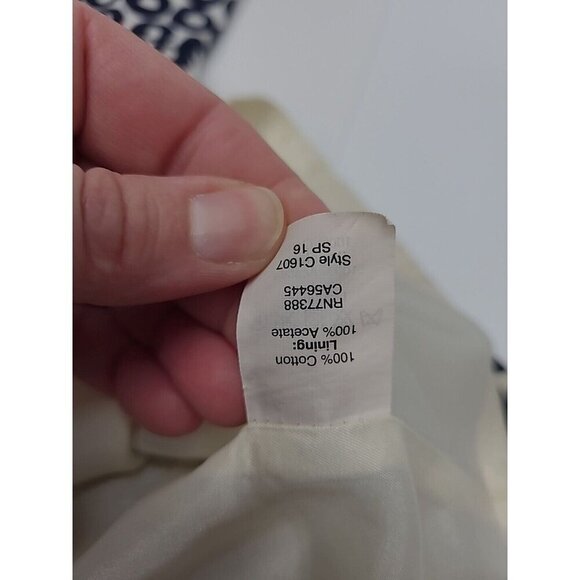 100% Cotton
Lining:
100% Acetate
RN77388
CA56445
Style C1607
SP 16